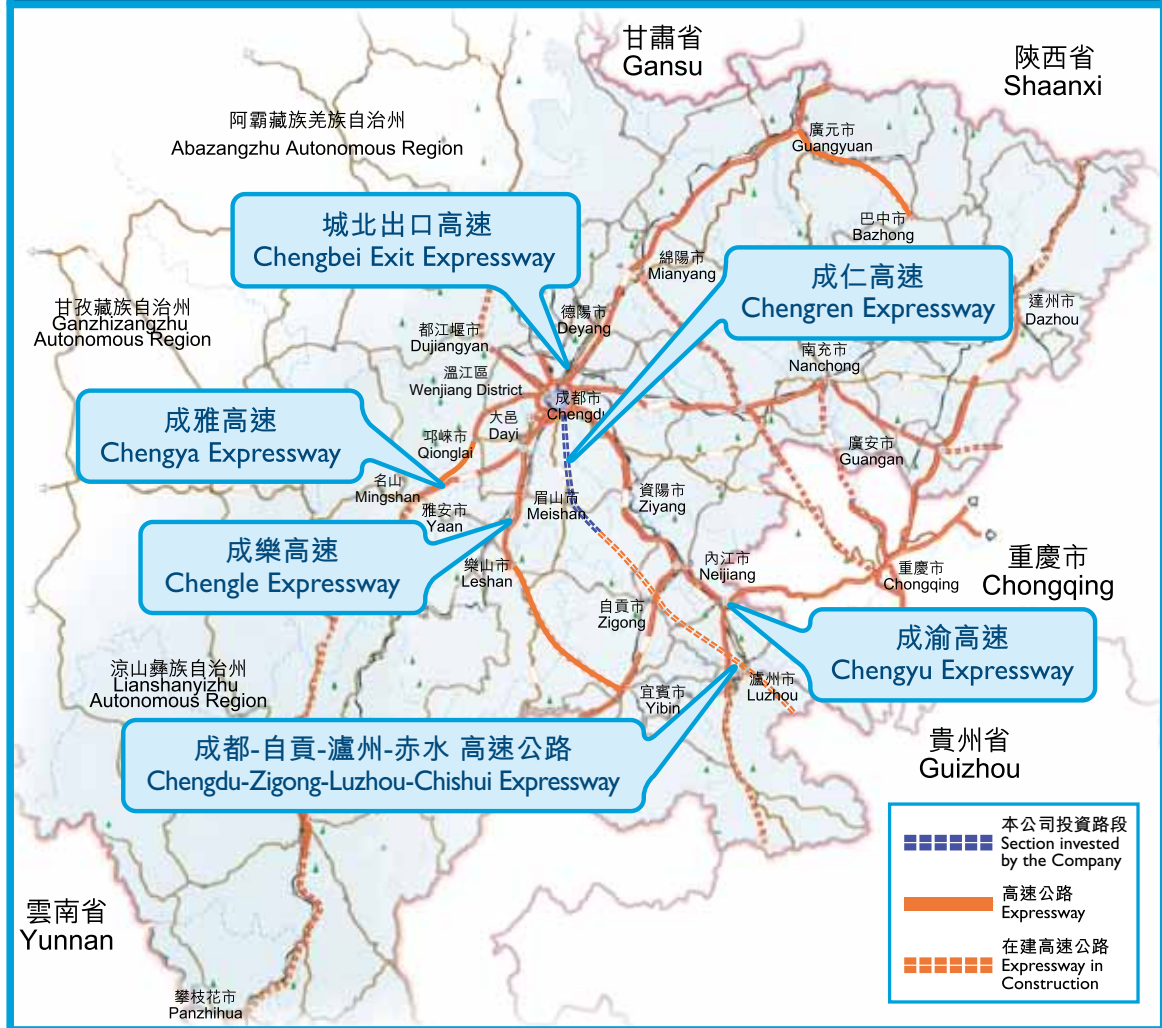 甘肅省
Gansu
陝西省
Shaanxi
阿霸藏族羌族自治州
Abazangzhu Autonomous Region
廣元市
Guangyuan
城北出口高速
Chengbei Exit Expressway
巴中市
Bazhong
綿陽市
Mianyang
成仁高速
Chengren Expressway
甘孜藏族自治州
Ganzhizangzhu
Autonomous Region
達州市
Dazhou
德陽市
Deyang
都江堰市
Dujiangyan
南充市
Nanchong
溫江區
Wenjiang District
成都市
Chengdu
成雅高速
Chengya Expressway
大邑
Dayi
邛崍市
Qionglai
廣安市
Guangan
名山
Mingshan
雅安市
Yaan
眉山市
Meishan
資陽市
Ziyang
成樂高速
Chengle Expressway
樂山市
Leshan
內江市
Neijiang
重慶市
Chongqing
重慶市
Chongqing
自貢市
Zigong
成渝高速
Chengyu Expressway
涼山彝族自治州
Lianshanyizhu
Autonomous Region
宜賓市
Yibin
瀘州市
Luzhou
成都-自貢-瀘州-赤水 高速公路
Chengdu-Zigong-Luzhou-Chishui Expressway
貴州省
Guizhou
雲南省
Yunnan
攀枝花市
Panzhihua
本公司投資路段
Section invested
by the Company
高速公路
Expressway
在建高速公路
Expressway in
Construction